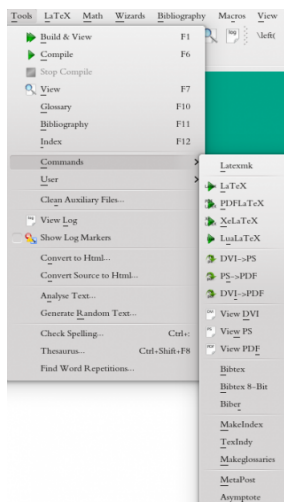 Tools LaTeX Math Wizards Bibliography Macros View
Build & View F1
Compile F6
log \left(
Stop Compile
View F7
Glossary F10
Bibliography F11
Index F12
Commands
User
Clean Auxiliary Files...
View Log
Show Log Markers
Convert to Html...
Convert Source to Html...
Analyse Text...
Generate Random Text...
Check Spelling... Ctrl+:
Thesaurus... Ctrl+Shift+F8
Find Word Repetitions...
Latexmk
LaTeX
PDFLaTeX
XeLaTeX
LuaLaTeX
DVI->PS
PS->PDF
DVI->PDF
View DVI
View PS
View PDF
Bibtex
Bibtex 8-Bit
Biber
MakeIndex
TexIndy
Makeglossaries
MetaPost
Asymptote